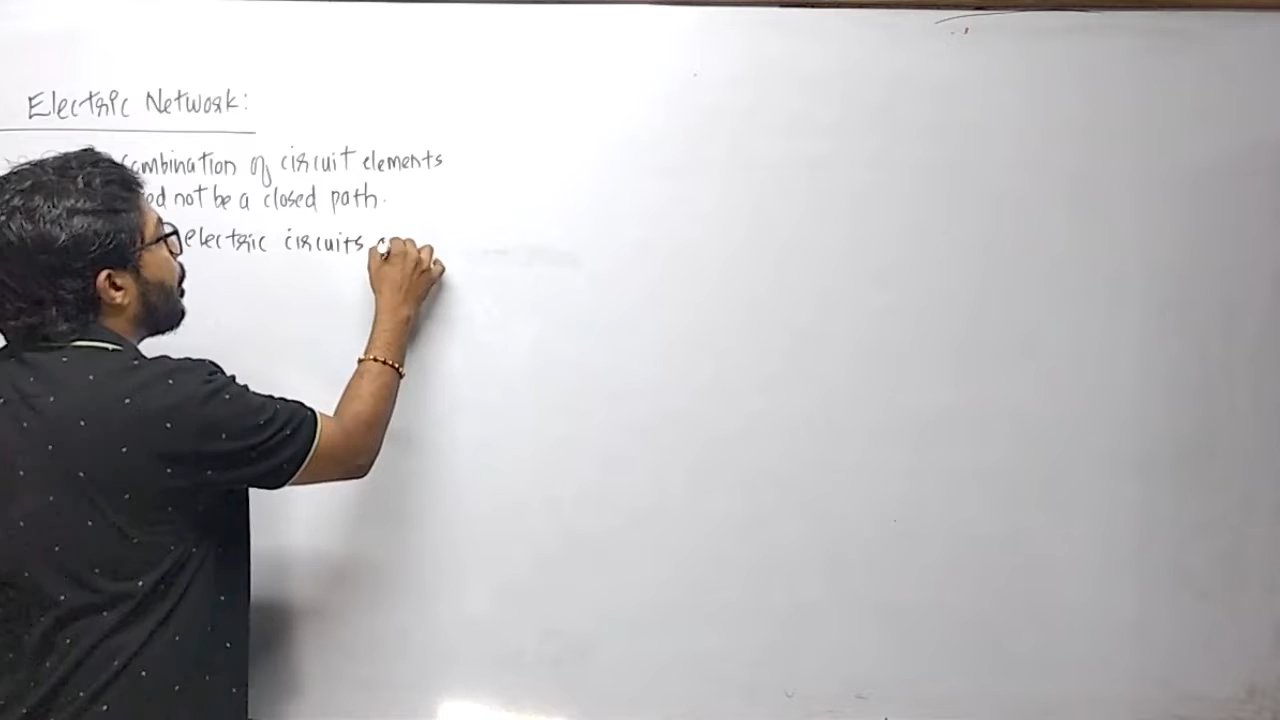 Electric Network:
combination of circuit elements
not be a closed path.
electric circuits